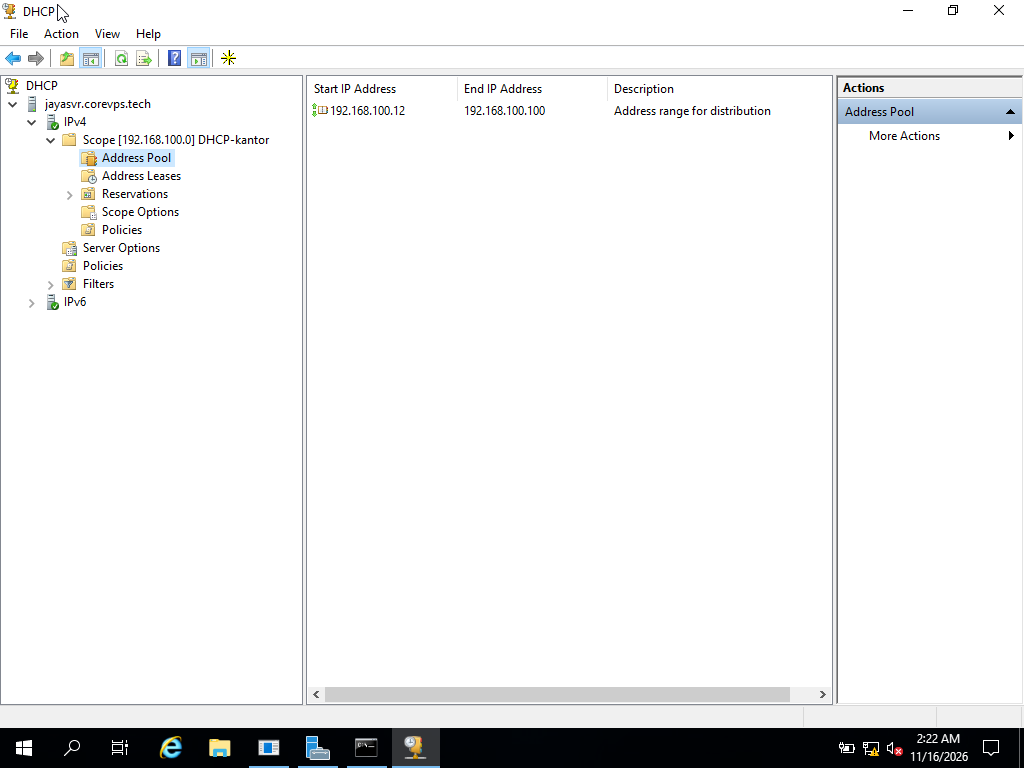 DHCP
File Action View Help
DHCP
jayasvr.corevps.tech
IPv4
Scope [192.168.100.0] DHCP-kantor
Address Pool
Address Leases
Reservations
Scope Options
Policies
Server Options
Policies
Filters
IPv6
Start IP Address End IP Address Description
192.168.100.12 192.168.100.100 Address range for distribution
Actions
Address Pool
More Actions
2:22 AM
11/16/2026